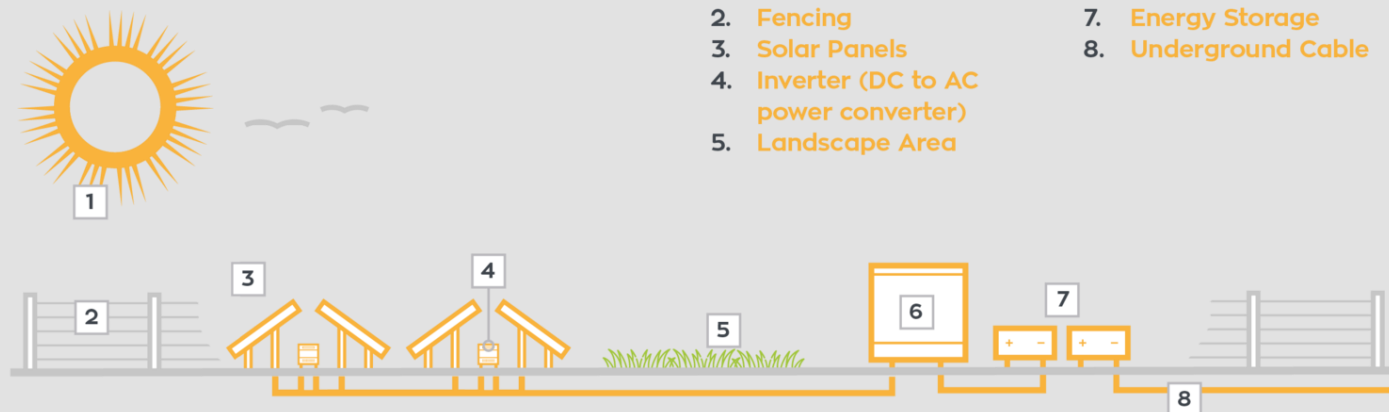 2. Fencing
3. Solar Panels
4. Inverter (DC to AC
power converter)
5. Landscape Area
7. Energy Storage
8. Underground Cable
1
2
3
4
5
6
7
8
+ -
+ -